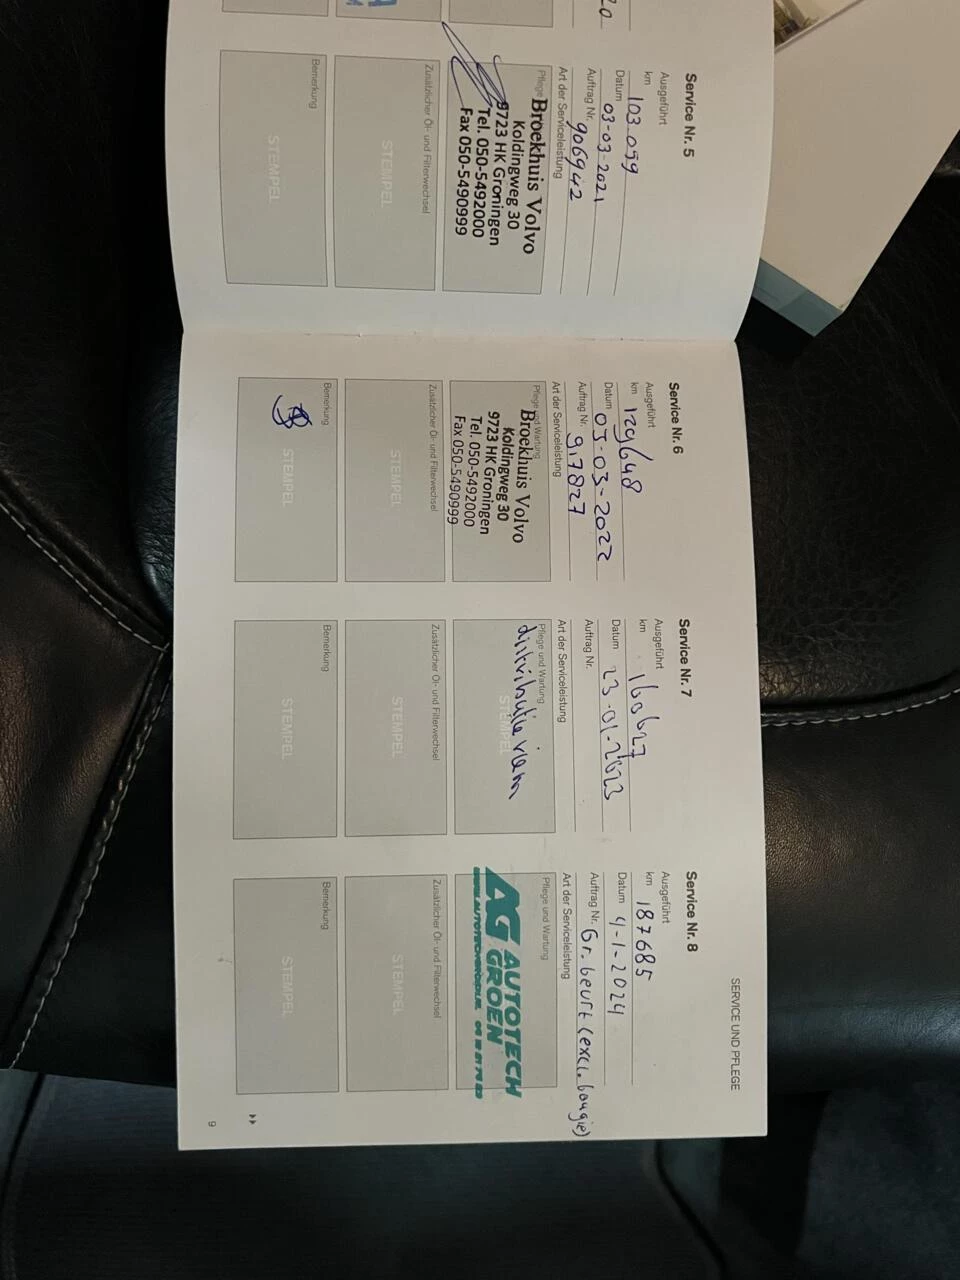 20
Service Nr. 5
Ausgeführt
km 103.099
Datum 03-03-2021
Auftrag Nr. 906942
Art der Serviceleistung
Pflege
Broekhuis Volvo
Koldingweg 30
9723 HK Groningen
Tel. 050-5492000
Fax 050-5490999
Zusätzlicher Öl- und Filterwechsel
STEMPEL
Bemerkung
STEMPEL
Service Nr. 6
Ausgeführt
km 129648
Datum 03-03-2022
Auftrag Nr. 917827
Art der Serviceleistung
Pflege und Wartung
Broekhuis Volvo
Koldingweg 30
9723 HK Groningen
Tel. 050-5492000
Fax 050-5490999
Zusätzlicher Öl- und Filterwechsel
STEMPEL
Bemerkung
STEMPEL
Service Nr. 7
Ausgeführt
km 160627
Datum 23-01-2023
Auftrag Nr.
Art der Serviceleistung
Pflege und Wartung
STEMPEL
distributie riem
Zusätzlicher Öl- und Filterwechsel
STEMPEL
Bemerkung
STEMPEL
SERVICE UND PFLEGE
Service Nr. 8
Ausgeführt
km 187685
Datum 4-1-2024
Auftrag Nr. Gr. beurt (excl. bougie)
Art der Serviceleistung
Pflege und Wartung
AG AUTOTECH
GROEN
Zusätzlicher Öl- und Filterwechsel
STEMPEL
Bemerkung
STEMPEL
9